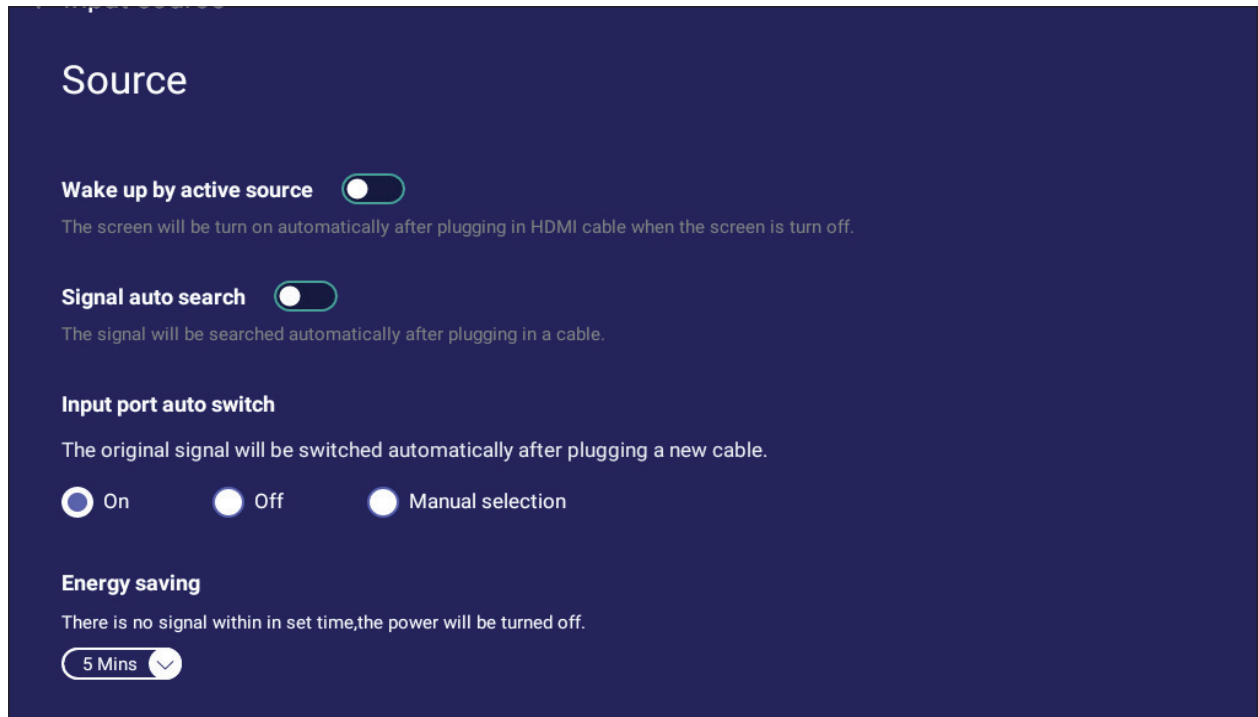 Source
Wake up by active source
The screen will be turn on automatically after plugging in HDMI cable when the screen is turn off.
Signal auto search
The signal will be searched automatically after plugging in a cable.
Input port auto switch
The original signal will be switched automatically after plugging a new cable.
On Off Manual selection
Energy saving
There is no signal within in set time,the power will be turned off.
5 Mins